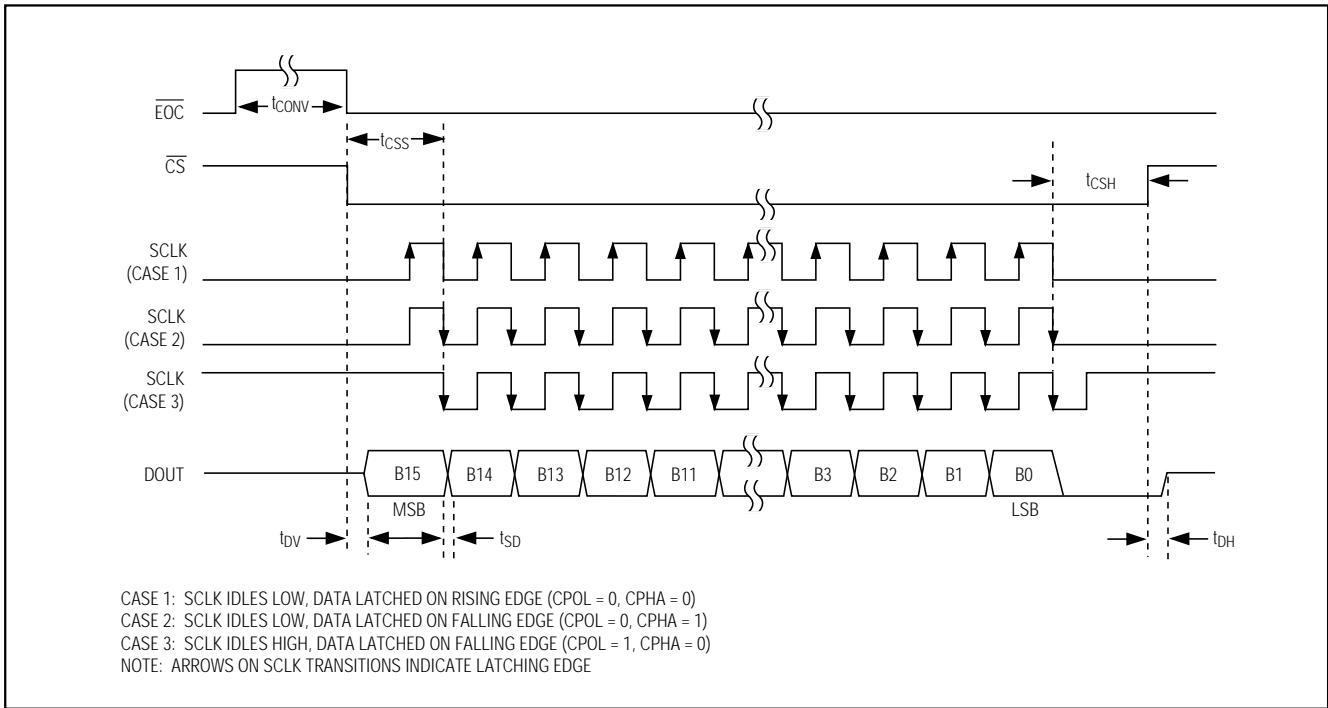 EOC
tCONV
tCSS
CS
tCSH
SCLK
(CASE 1)
SCLK
(CASE 2)
SCLK
(CASE 3)
DOUT
B15 B14 B13 B12 B11 B3 B2 B1 B0
MSB LSB
tDV tSD tDH
CASE 1: SCLK IDLES LOW, DATA LATCHED ON RISING EDGE (CPOL = 0, CPHA = 0)
CASE 2: SCLK IDLES LOW, DATA LATCHED ON FALLING EDGE (CPOL = 0, CPHA = 1)
CASE 3: SCLK IDLES HIGH, DATA LATCHED ON FALLING EDGE (CPOL = 1, CPHA = 0)
NOTE: ARROWS ON SCLK TRANSITIONS INDICATE LATCHING EDGE